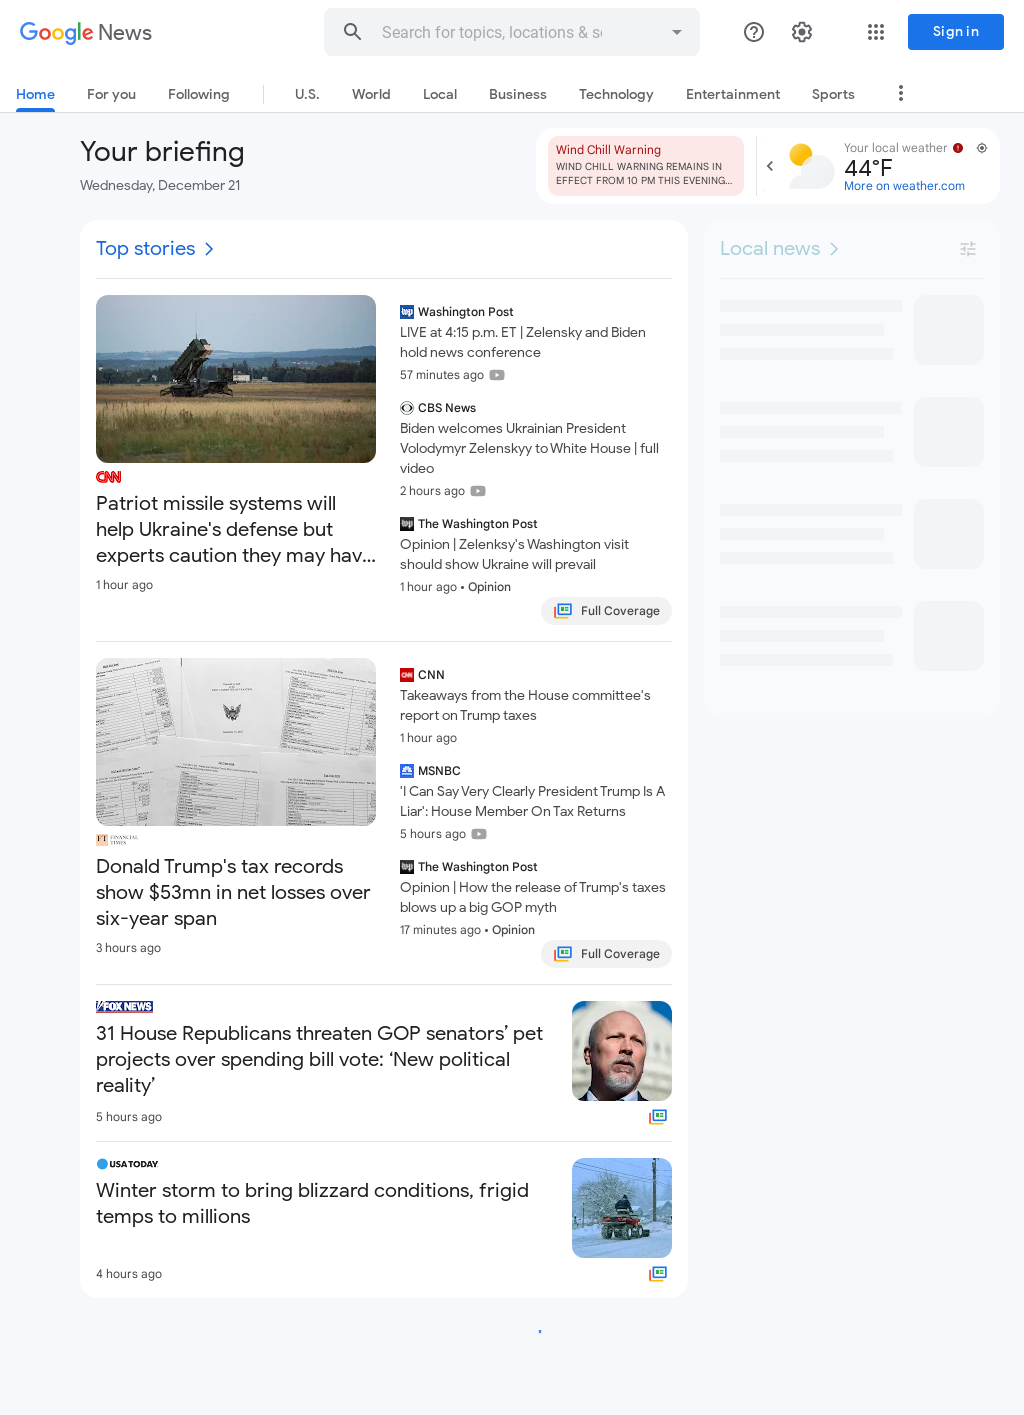 Google News
Search for topics, locations & s
Sign in
Home
For you
Following
U.S.
World
Local
Business
Technology
Entertainment
Sports
Your briefing
Wednesday, December 21
Wind Chill Warning
WIND CHILL WARNING REMAINS IN
EFFECT FROM 10 PM THIS EVENING...
Your local weather
44°F
More on weather.com
Top stories
CNN
Patriot missile systems will
help Ukraine's defense but
experts caution they may hav...
1 hour ago
Washington Post
LIVE at 4:15 p.m. ET | Zelensky and Biden
hold news conference
57 minutes ago
CBS News
Biden welcomes Ukrainian President
Volodymyr Zelenskyy to White House | full
video
2 hours ago
The Washington Post
Opinion | Zelenksy's Washington visit
should show Ukraine will prevail
1 hour ago • Opinion
Full Coverage
FT FINANCIAL
TIMES
Donald Trump's tax records
show $53mn in net losses over
six-year span
3 hours ago
CNN
Takeaways from the House committee's
report on Trump taxes
1 hour ago
MSNBC
'I Can Say Very Clearly President Trump Is A
Liar': House Member On Tax Returns
5 hours ago
The Washington Post
Opinion | How the release of Trump's taxes
blows up a big GOP myth
17 minutes ago • Opinion
Full Coverage
FOX NEWS
31 House Republicans threaten GOP senators’ pet
projects over spending bill vote: ‘New political
reality’
5 hours ago
USA TODAY
Winter storm to bring blizzard conditions, frigid
temps to millions
4 hours ago
Local news